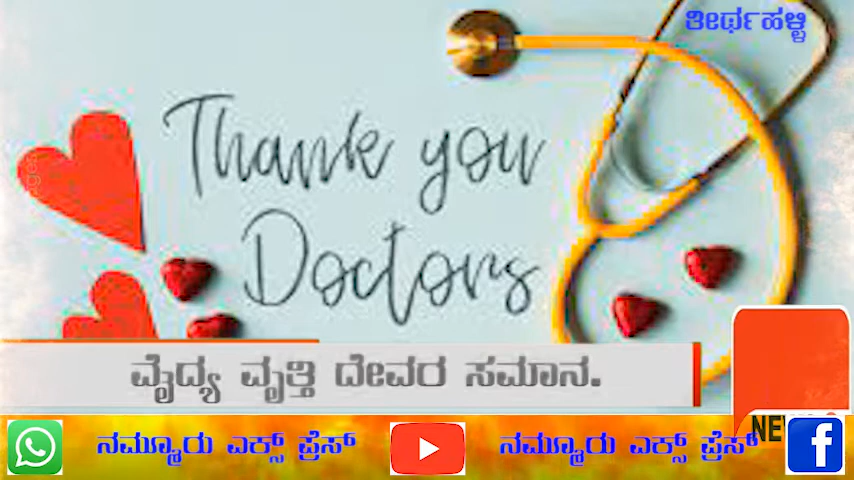 ತೀರ್ಥಹಳ್ಳಿ
Thank you
Doctors
ವೈದ್ಯ ವೃತ್ತಿ ದೇವರ ಸಮಾನ.
ನಮ್ಮೂರು ಎಕ್ಸ್ ಪ್ರೆಸ್ ನಮ್ಮೂರು ಎಕ್ಸ್ ಪ್ರೆಸ್